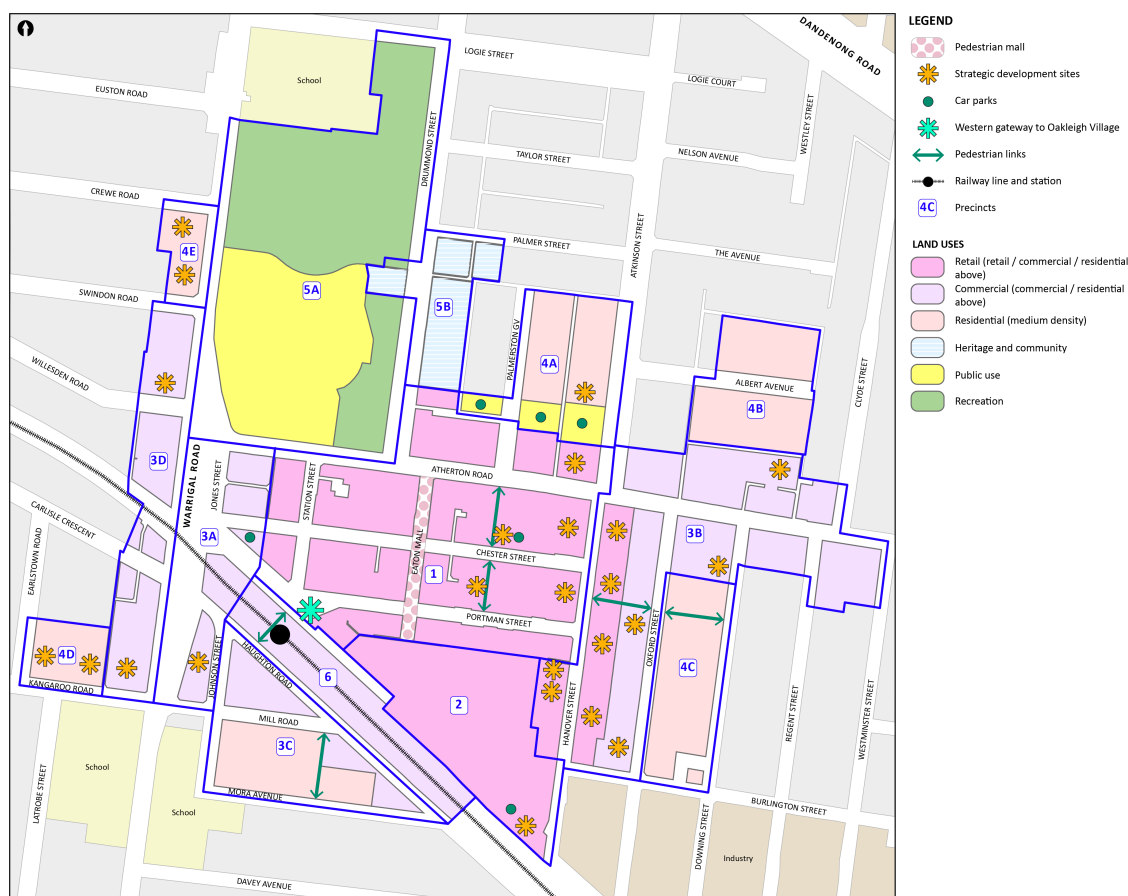 LOGIE STREET
DANDENONG ROAD
School
LOGIE COURT
EUSTON ROAD
WESTLEY STREET
DRUMMOND STREET
TAYLOR STREET
NELSON AVENUE
CREWE ROAD
4E
PALMER STREET
ATKINSON STREET
THE AVENUE
SWINDON ROAD
5A
5B
PALMERSTON GV
4A
WILLESDEN ROAD
ALBERT AVENUE
4B
CLYDE STREET
3D
WARRIGAL ROAD
JONES STREET
STATION STREET
ATHERTON ROAD
CARLISLE CRESCENT
3A
EATON MALL
CHESTER STREET
3B
EARLSTOWN ROAD
1
PORTMAN STREET
OXFORD STREET
4D
KANGAROO ROAD
JOHNSON STREET
HAUGHTON ROAD
6
2
HANOVER STREET
4C
REGENT STREET
WESTMINSTER STREET
MILL ROAD
3C
MORA AVENUE
School
School
LATROBE STREET
BURLINGTON STREET
DOWNING STREET
Industry
DAVEY AVENUE
LEGEND
Pedestrian mall
Strategic development sites
Car parks
Western gateway to Oakleigh Village
Pedestrian links
Railway line and station
4C
Precincts
LAND USES
Retail (retail / commercial / residential
above)
Commercial (commercial / residential
above)
Residential (medium density)
Heritage and community
Public use
Recreation